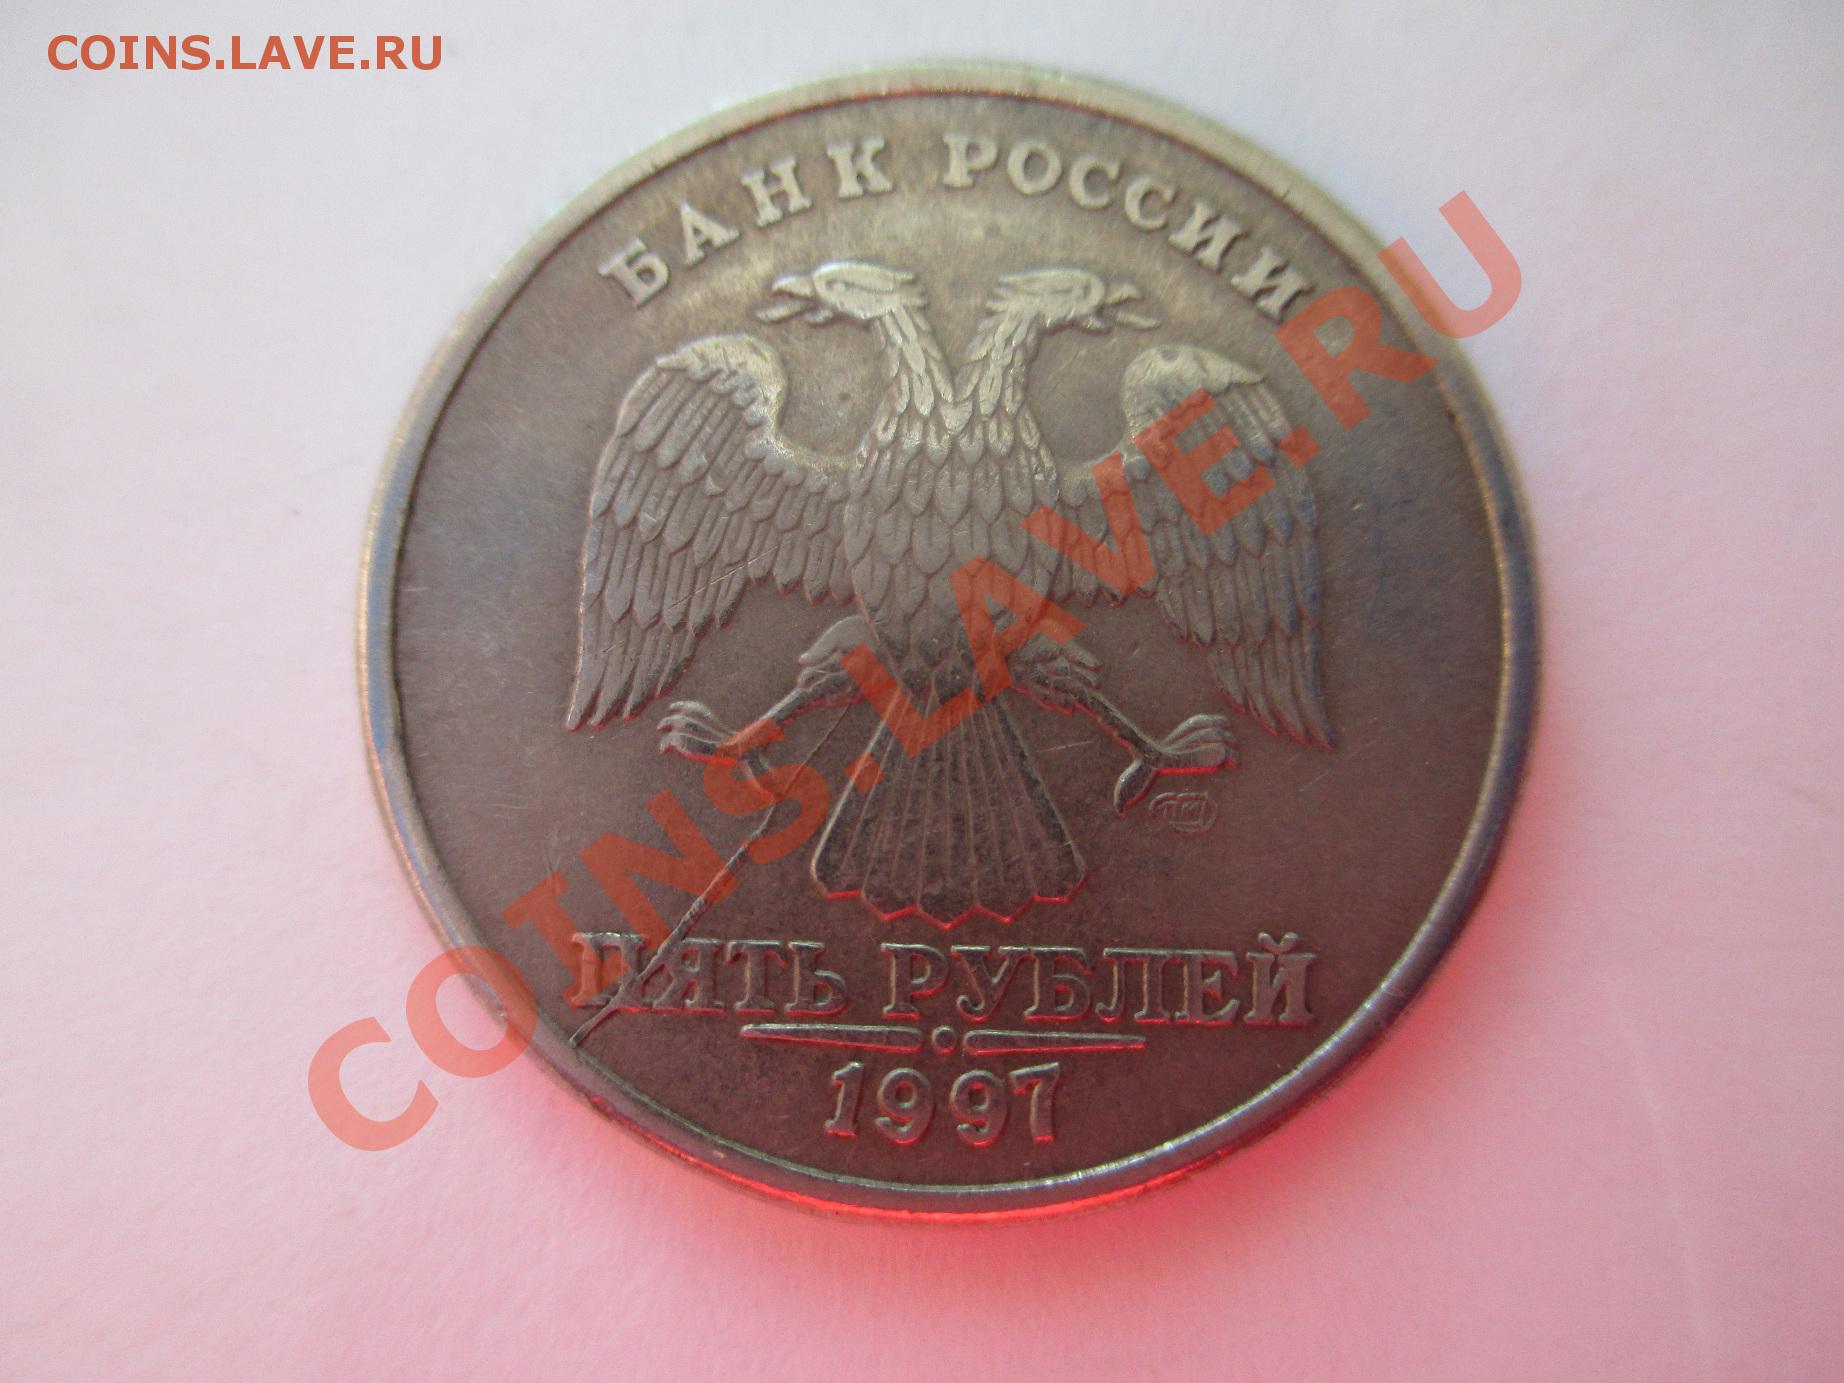 COINS.LAVE.RU
БАНК РОССИИ
COINS.LAVE.RU
ПЯТЬ РУБЛЕЙ
1997